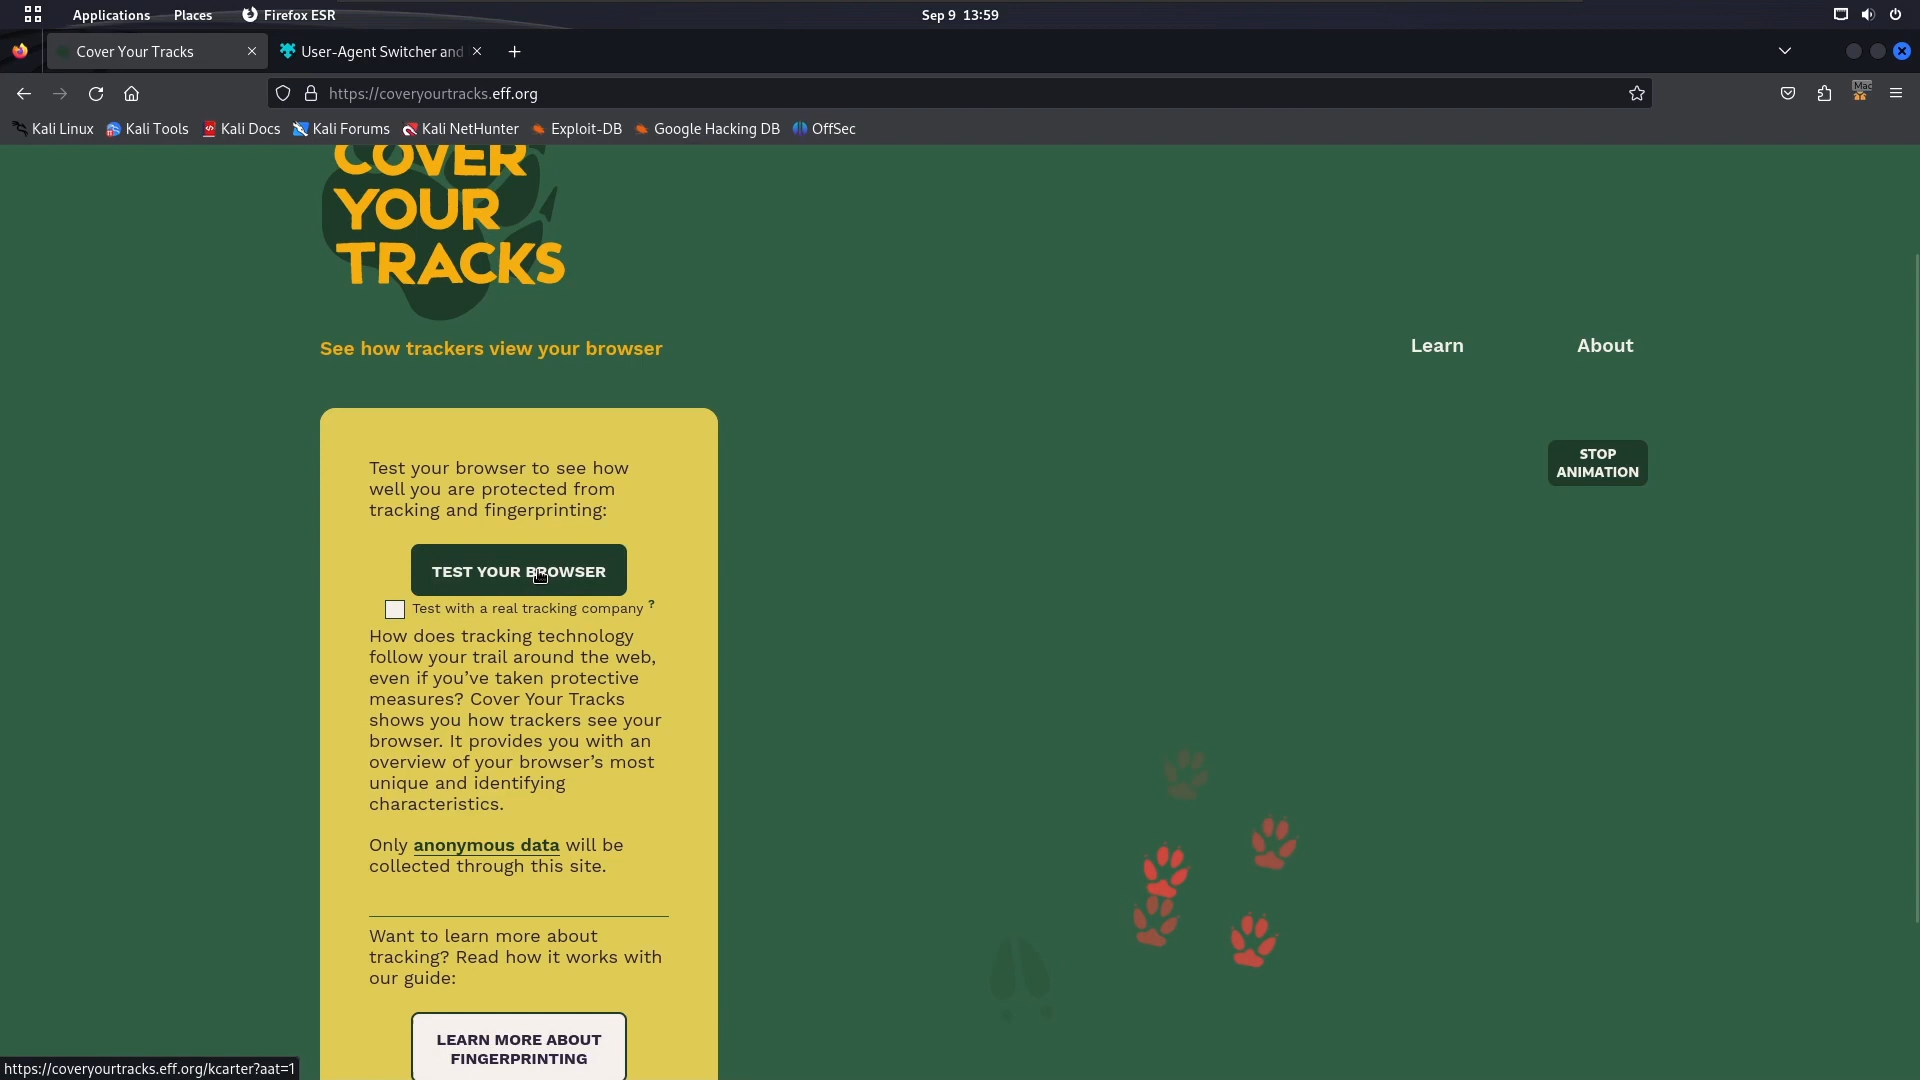 Applications Places Firefox ESR Sep 9 13:59
Cover Your Tracks User-Agent Switcher and
https://coveryourtracks.eff.org Mac
Kali Linux Kali Tools Kali Docs Kali Forums Kali NetHunter Exploit-DB Google Hacking DB OffSec
COVER
YOUR
TRACKS
See how trackers view your browser
Learn About
STOP
ANIMATION
Test your browser to see how
well you are protected from
tracking and fingerprinting:
TEST YOUR BROWSER
Test with a real tracking company ?
How does tracking technology
follow your trail around the web,
even if you’ve taken protective
measures? Cover Your Tracks
shows you how trackers see your
browser. It provides you with an
overview of your browser’s most
unique and identifying
characteristics.
Only anonymous data will be
collected through this site.
Want to learn more about
tracking? Read how it works with
our guide:
LEARN MORE ABOUT
FINGERPRINTING
https://coveryourtracks.eff.org/kcarter?aat=1